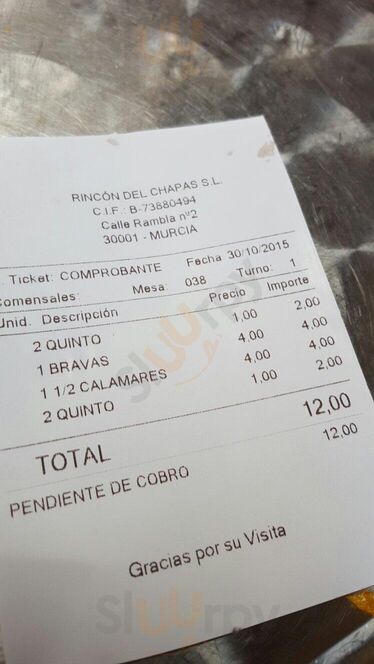 RINCÓN DEL CHAPAS S.L.
C.I.F.: B-73880494
Calle Rambla nº2
30001 - MURCIA
. Ticket: COMPROBANTE Fecha 30/10/2015
Comensales: Mesa: 038 Turno: 1
Unid. Descripción Precio Importe
2 QUINTO 1,00 2,00
1 BRAVAS 4,00 4,00
1 1/2 CALAMARES 4,00 4,00
2 QUINTO 1,00 2,00
TOTAL 12,00
PENDIENTE DE COBRO 12,00
Gracias por su Visita
Slurrpy
Slurrpy